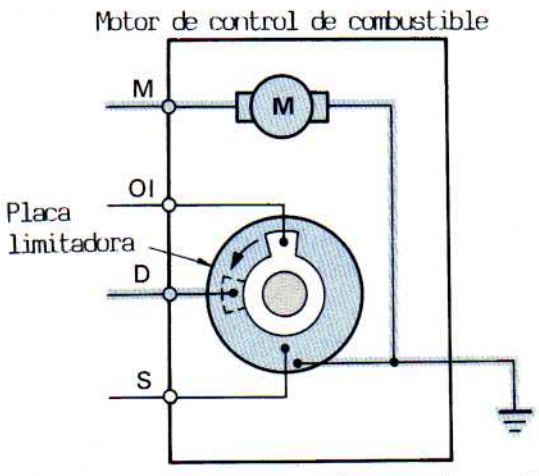 Motor de control de combustible
M
M
OI
Placa
limitadora
D
S